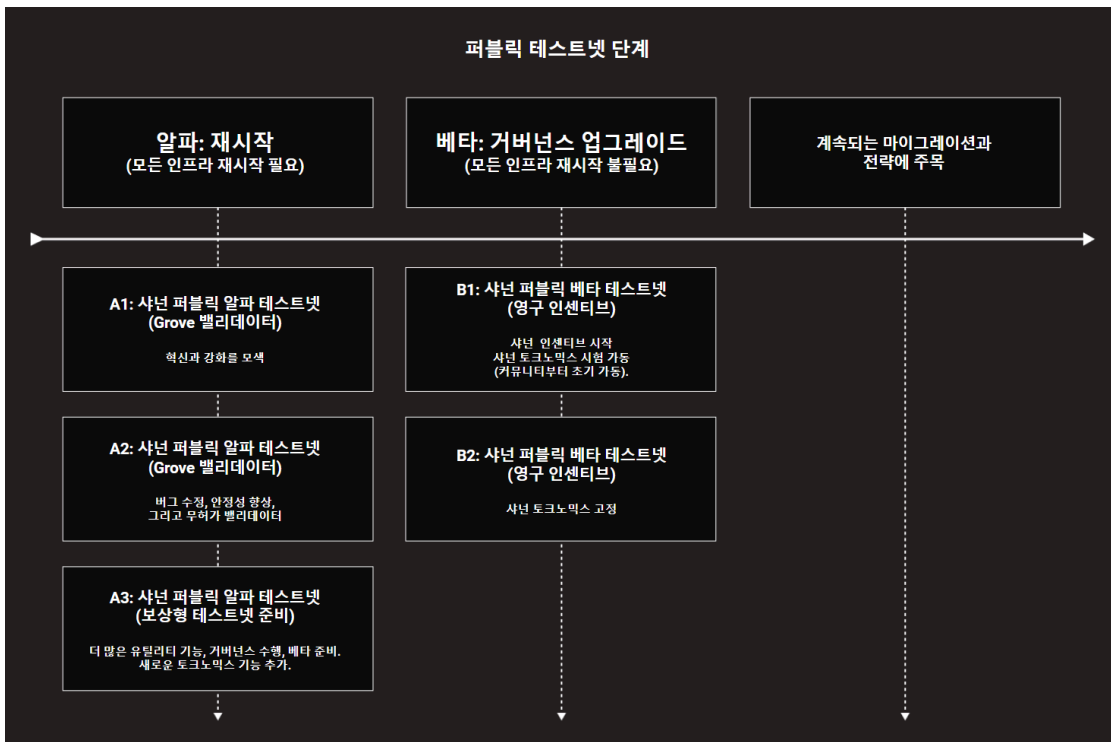 퍼블릭 테스트넷 단계
알파: 재시작
(모든 인프라 재시작 필요)
베타: 거버넌스 업그레이드
(모든 인프라 재시작 불필요)
계속되는 마이그레이션과
전략에 주목
A1: 샤넌 퍼블릭 알파 테스트넷
(Grove 밸리데이터)
혁신과 강화를 모색
B1: 샤넌 퍼블릭 베타 테스트넷
(영구 인센티브)
샤넌 인센티브 시작
샤넌 토크노믹스 시험 가동
(커뮤니티부터 조기 가동).
A2: 샤넌 퍼블릭 알파 테스트넷
(Grove 밸리데이터)
버그 수정, 안정성 향상,
그리고 무허가 밸리데이터
B2: 샤넌 퍼블릭 베타 테스트넷
(영구 인센티브)
샤넌 토크노믹스 고정
A3: 샤넌 퍼블릭 알파 테스트넷
(보상형 테스트넷 준비)
더 많은 유틸리티 기능, 거버넌스 수행, 베타 준비.
새로운 토크노믹스 기능 추가.